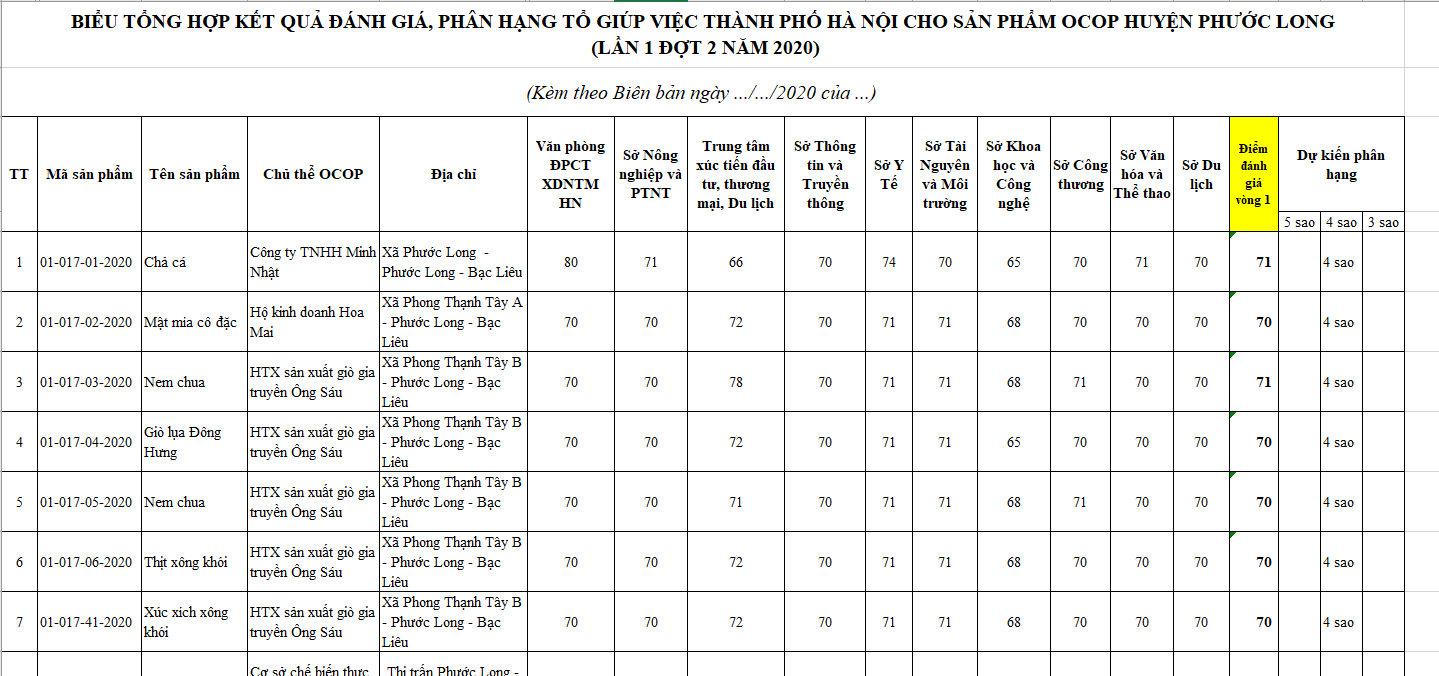 BIỂU TỔNG HỢP KẾT QUẢ ĐÁNH GIÁ, PHÂN HẠNG TỔ GIÚP VIỆC THÀNH PHỐ HÀ NỘI CHO SẢN PHẨM OCOP HUYỆN PHƯỚC LONG
(LẦN 1 ĐỢT 2 NĂM 2020)
(Kèm theo Biên bản ngày .../.../2020 của ...)
TT Mã sản phẩm Tên sản phẩm Chủ thể OCOP Địa chỉ Văn phòng ĐPCT XDNTM HN Sở Nông nghiệp và PTNT Trung tâm xúc tiến đầu tư, thương mại, Du lịch Sở Thông tin và Truyền thông Sở Y Tế Sở Tài Nguyên và Môi trường Sở Khoa học và Công nghệ Sở Công thương Sở Văn hóa và Thể thao Sở Du lịch Điểm đánh giá vòng 1 Dự kiến phân hạng
5 sao 4 sao 3 sao
1 01-017-01-2020 Chả cá Công ty TNHH Minh Nhật Xã Phước Long - Phước Long - Bạc Liêu 80 71 66 70 74 70 65 70 71 70 71 4 sao
2 01-017-02-2020 Mật mia cô đặc Hộ kinh doanh Hoa Mai Xã Phong Thạnh Tây A - Phước Long - Bạc Liêu 70 70 72 70 71 71 68 70 70 70 70 4 sao
3 01-017-03-2020 Nem chua HTX sản xuất giò gia truyền Ông Sáu Xã Phong Thạnh Tây B - Phước Long - Bạc Liêu 70 70 78 70 71 71 68 71 70 70 71 4 sao
4 01-017-04-2020 Giò lụa Đông Hưng HTX sản xuất giò gia truyền Ông Sáu Xã Phong Thạnh Tây B - Phước Long - Bạc Liêu 70 70 72 70 71 71 65 70 70 70 70 4 sao
5 01-017-05-2020 Nem chua HTX sản xuất giò gia truyền Ông Sáu Xã Phong Thạnh Tây B - Phước Long - Bạc Liêu 70 70 71 70 71 71 68 71 70 70 70 4 sao
6 01-017-06-2020 Thịt xông khói HTX sản xuất giò gia truyền Ông Sáu Xã Phong Thạnh Tây B - Phước Long - Bạc Liêu 70 70 72 70 71 71 68 70 70 70 70 4 sao
7 01-017-41-2020 Xúc xich xông khói HTX sản xuất giò gia truyền Ông Sáu Xã Phong Thạnh Tây B - Phước Long - Bạc Liêu 70 70 72 70 71 71 68 70 70 70 70 4 sao
Cơ sở chế biến thực Thị trấn Phước Long -